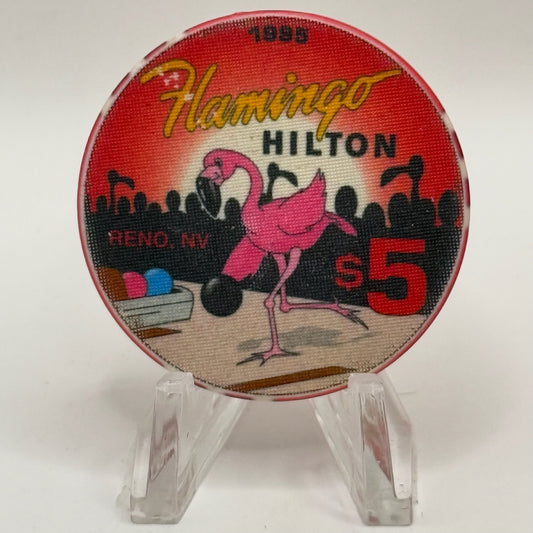 1995
Flamingo
HILTON
RENO, NV
$5